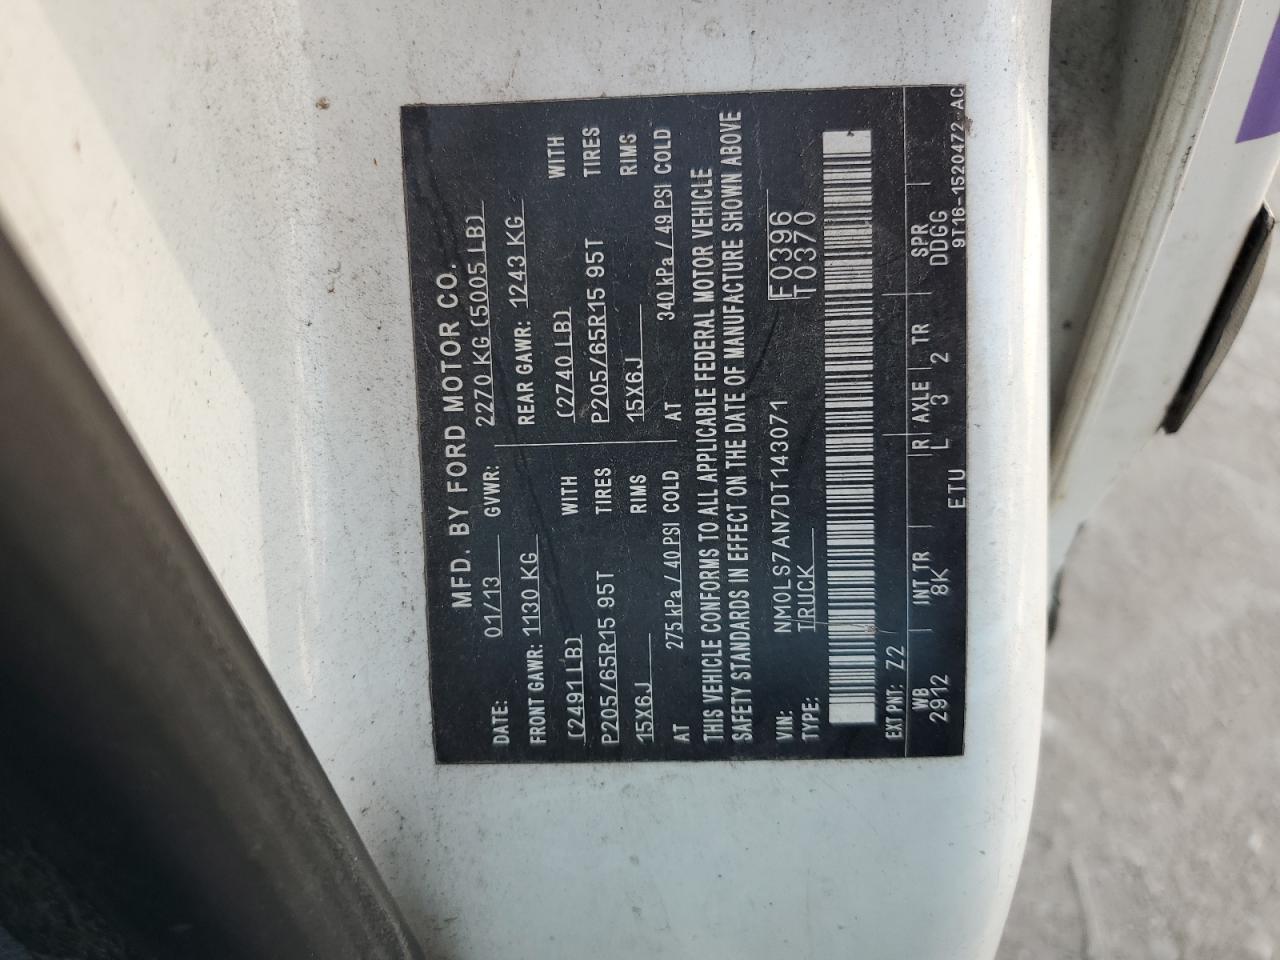 MFD. BY FORD MOTOR CO.
DATE: 01/13 GVWR: 2270 KG (5005 LB)
FRONT GAWR: 1130 KG REAR GAWR: 1243 KG
(2491LB) WITH (2740 LB) WITH
P205/65R15 95T TIRES P205/65R15 95T TIRES
15X6J RIMS 15X6J RIMS
AT 275 kPa / 40 PSI COLD AT 340 kPa / 49 PSI COLD
THIS VEHICLE CONFORMS TO ALL APPLICABLE FEDERAL MOTOR VEHICLE
SAFETY STANDARDS IN EFFECT ON THE DATE OF MANUFACTURE SHOWN ABOVE
VIN: NM0LS7AN7DT143071 F0396
TYPE: TRUCK T0370
EXT PNT: Z2
WB INT TR R AXLE TR SPR
2912 8K L 3 2 DDGG
ETU 9T16-1520472-AC